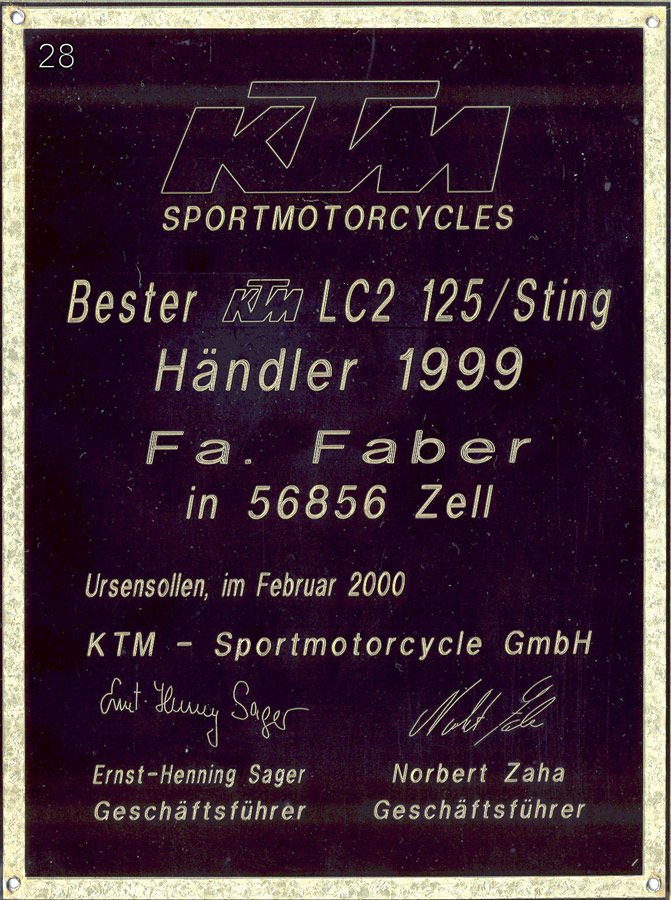 28
KTM
SPORTMOTORCYCLES
Bester KTM LC2 125/Sting
Händler 1999
Fa. Faber
in 56856 Zell
Ursensollen, im Februar 2000
KTM - Sportmotorcycle GmbH
Ernst-Henning Sager
Ernst-Henning Sager Norbert Zaha
Geschäftsführer Geschäftsführer